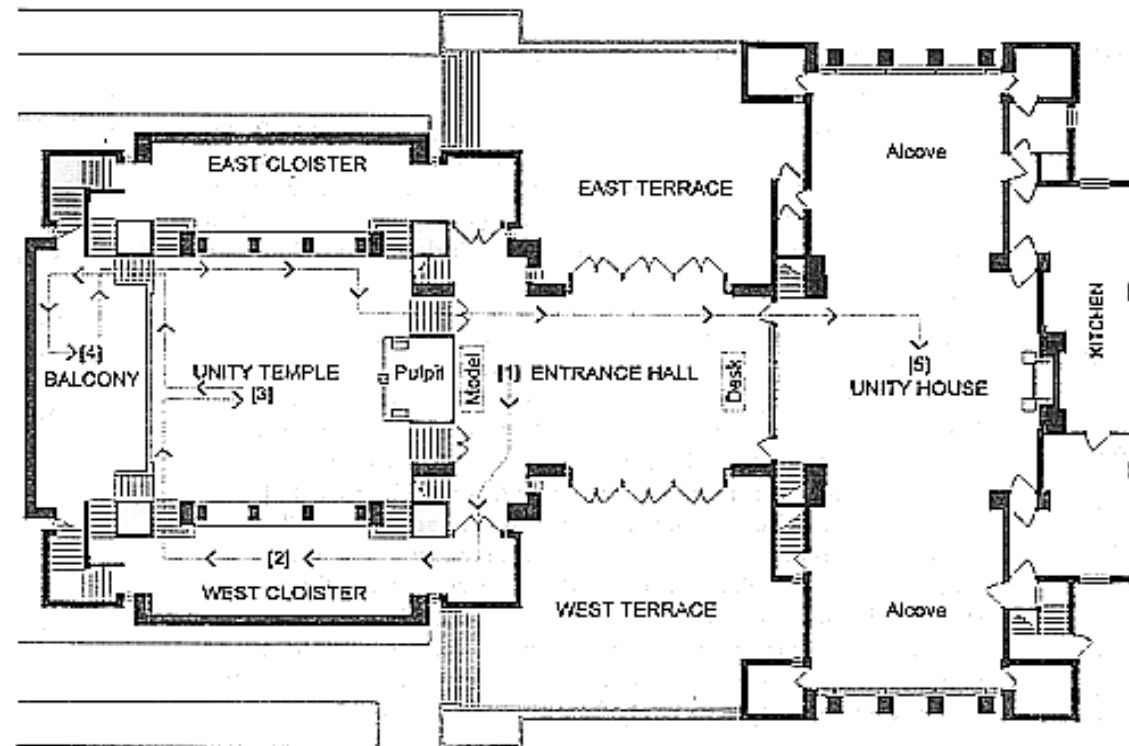 EAST CLOISTER
EAST TERRACE
Alcove
KITCHEN
[4]
BALCONY
UNITY TEMPLE
[3]
Pulpit
Model
[1] ENTRANCE HALL
Desk
[5]
UNITY HOUSE
[2]
WEST CLOISTER
WEST TERRACE
Alcove